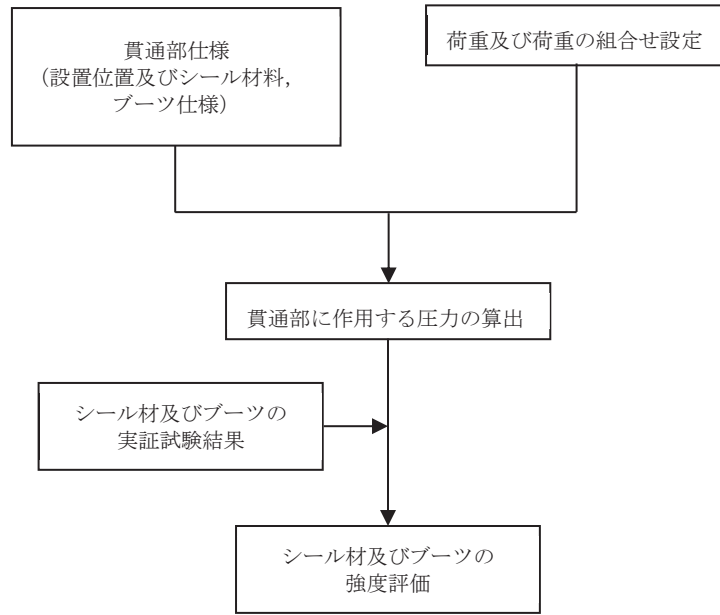 貫通部仕様
（設置位置及びシール材料，
ブーツ仕様）
荷重及び荷重の組合せ設定
貫通部に作用する圧力の算出
シール材及びブーツの
実証試験結果
シール材及びブーツの
強度評価